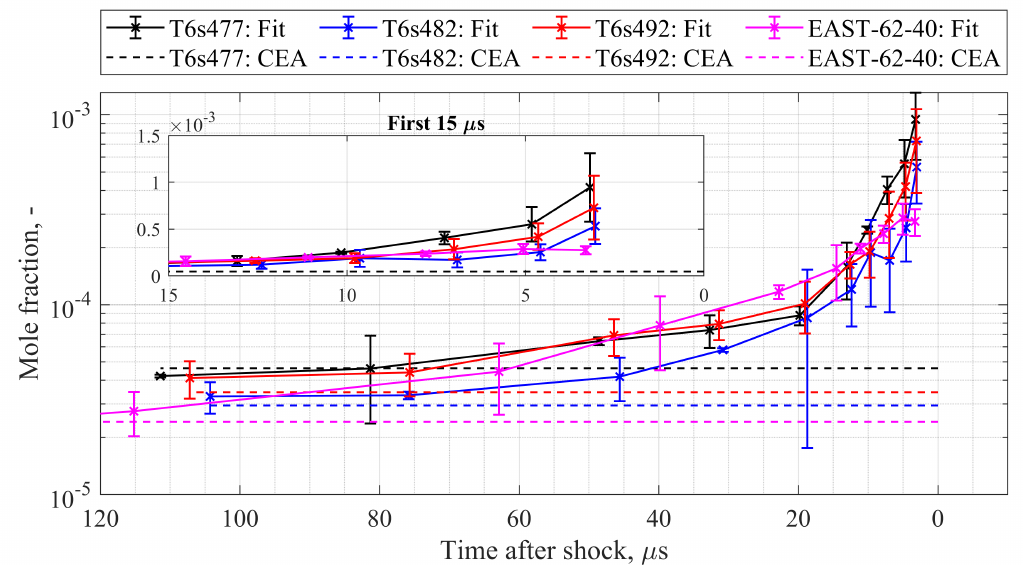 T6s477: Fit T6s482: Fit T6s492: Fit EAST-62-40: Fit
T6s477: CEA T6s482: CEA T6s492: CEA EAST-62-40: CEA
10⁻³
10⁻⁴
10⁻⁵
Mole fraction, -
×10⁻³
First 15 μs
1.5
1
0.5
0
15 10 5 0
120 100 80 60 40 20 0
Time after shock, μs